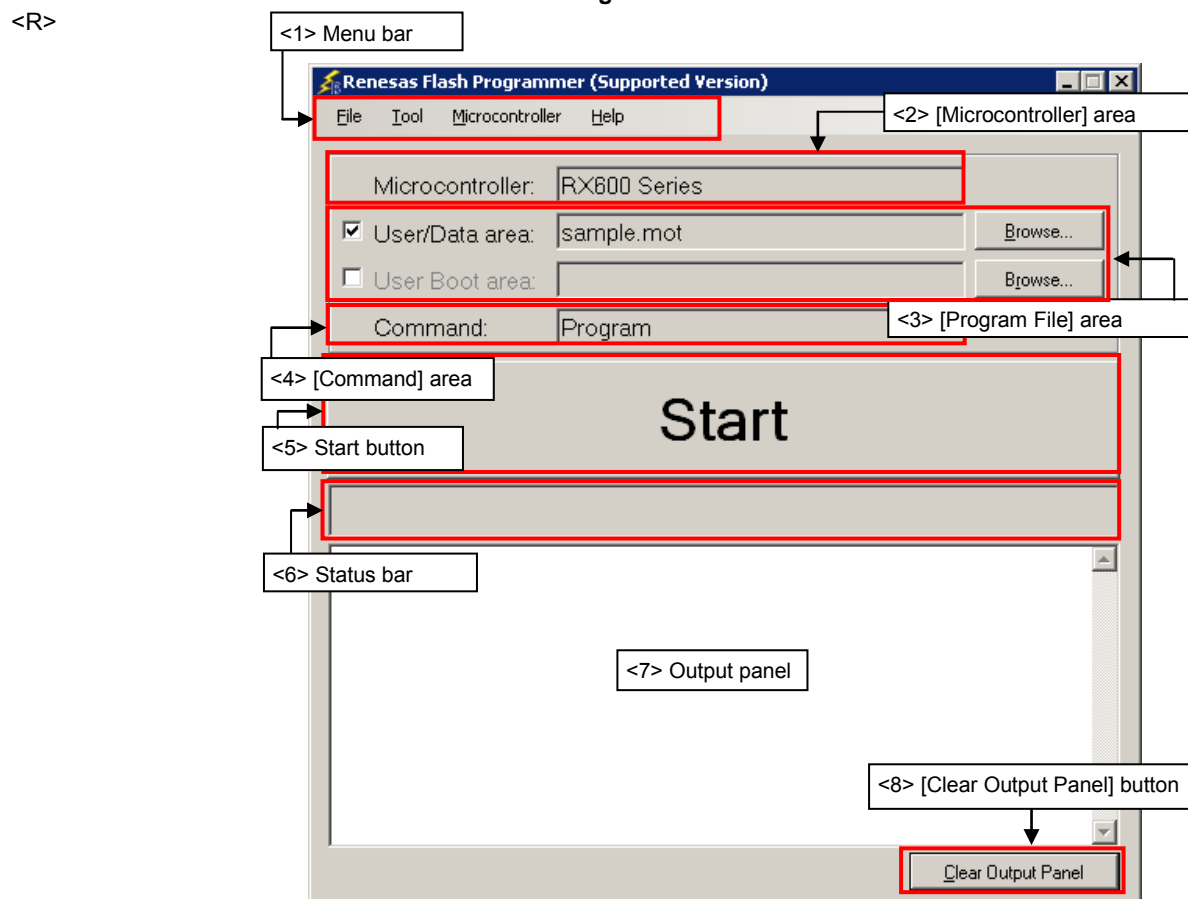 <R>
<1> Menu bar
Renesas Flash Programmer (Supported Version)
File Tool Microcontroller Help
<2> [Microcontroller] area
Microcontroller: RX600 Series
User/Data area: sample.mot Browse...
User Boot area: Browse...
<3> [Program File] area
Command: Program
<4> [Command] area
Start
<5> Start button
<6> Status bar
<7> Output panel
<8> [Clear Output Panel] button
Clear Output Panel